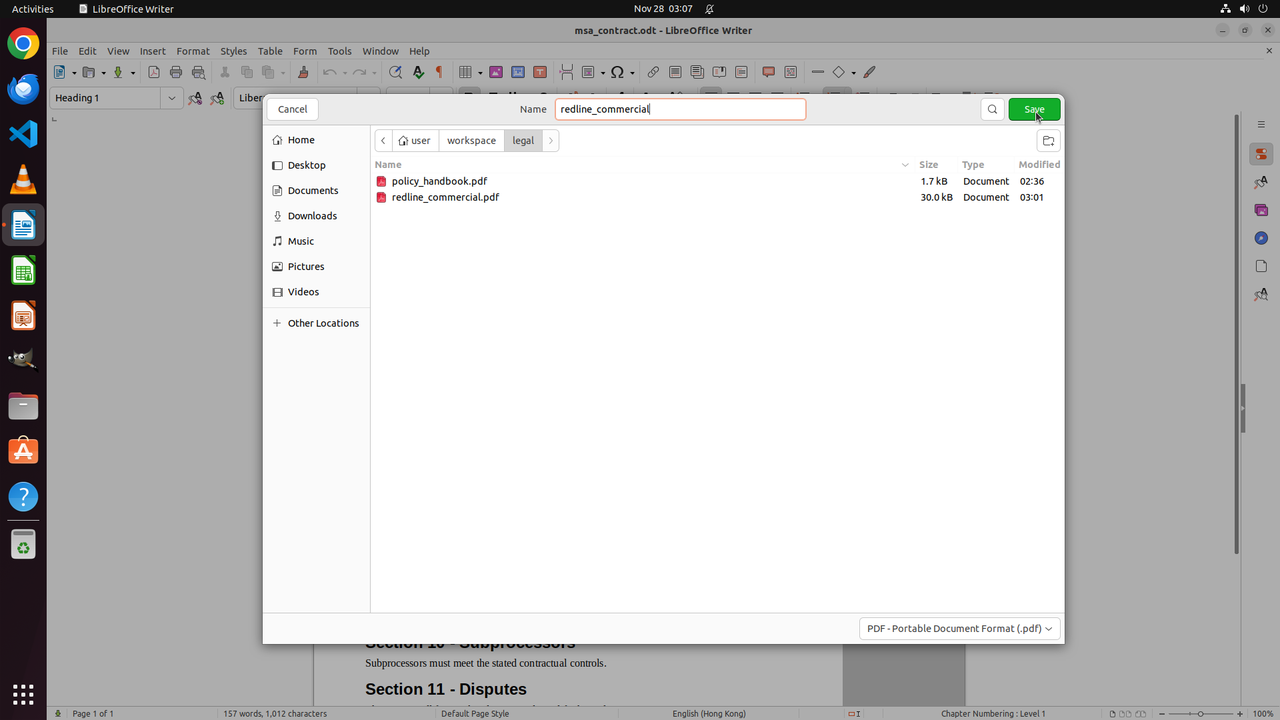 Activities
LibreOffice Writer
Nov 28 03:07
msa_contract.odt - LibreOffice Writer
File Edit View Insert Format Styles Table Form Tools Window Help
Heading 1
Liber
Cancel
Name
redline_commercial
Save
Home
Desktop
Documents
Downloads
Music
Pictures
Videos
Other Locations
user
workspace
legal
Name Size Type Modified
policy_handbook.pdf 1.7 kB Document 02:36
redline_commercial.pdf 30.0 kB Document 03:01
PDF - Portable Document Format (.pdf)
Section 10 - Subprocessors
Subprocessors must meet the stated contractual controls.
Section 11 - Disputes
Page 1 of 1
157 words, 1,012 characters
Default Page Style
English (Hong Kong)
Chapter Numbering : Level 1
100%